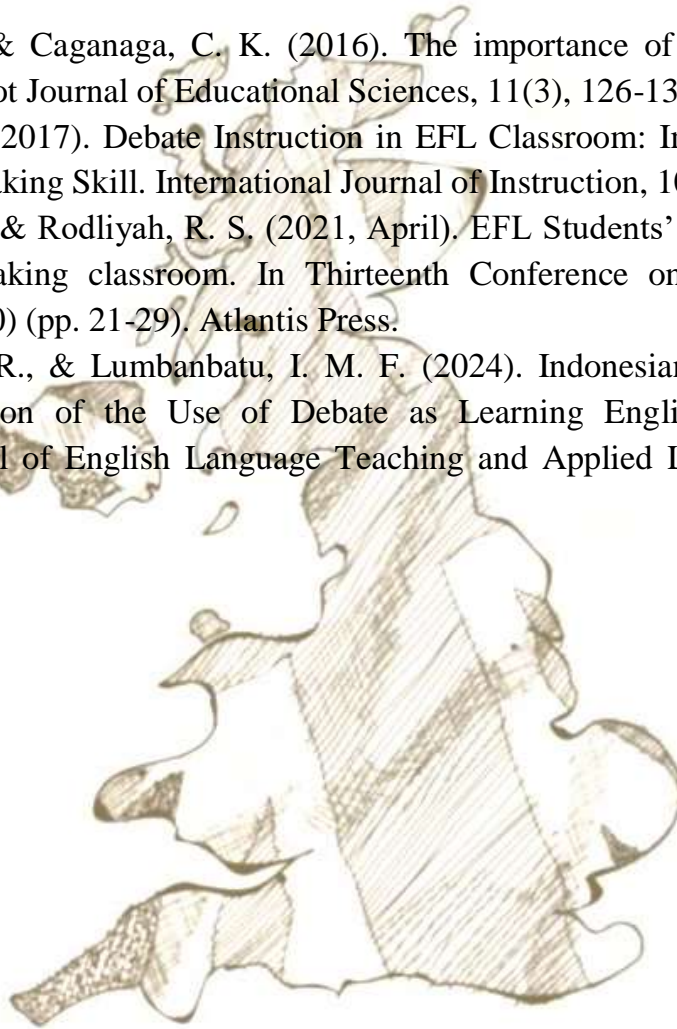 & Caganaga, C. K. (2016). The importance of
ot Journal of Educational Sciences, 11(3), 126-13
2017). Debate Instruction in EFL Classroom: In
aking Skill. International Journal of Instruction, 10
& Rodliyah, R. S. (2021, April). EFL Students’
aking classroom. In Thirteenth Conference on
0) (pp. 21-29). Atlantis Press.
R., & Lumbanbatu, I. M. F. (2024). Indonesian
on of the Use of Debate as Learning Engli
l of English Language Teaching and Applied L